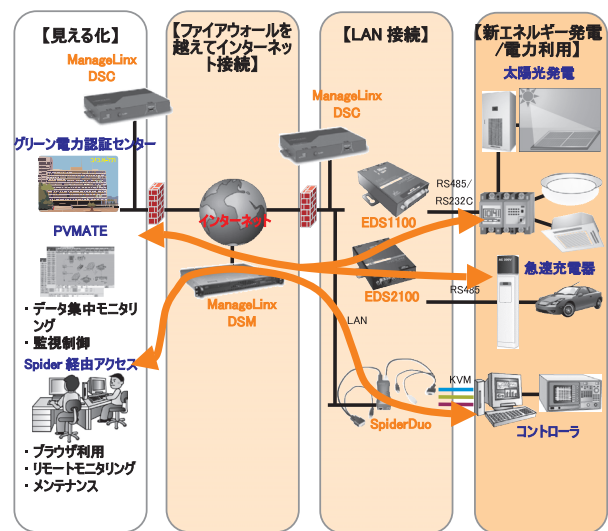 【見える化】
ManageLinx
DSC
グリーン電力認証センター
PVMATE
・データ集中モニタリ
ング
・監視制御
Spider 経由アクセス
・ブラウザ利用
・リモートモニタリング
・メンテナンス
【ファイアウォールを
越えてインターネッ
ト接続】
インターネット
ManageLinx
DSM
【LAN 接続】
ManageLinx
DSC
EDS1100
RS485/
RS232C
EDS2100
RS485
LAN
KVM
SpiderDuo
【新エネルギー発電
/電力利用】
太陽光発電
急速充電器
コントローラ